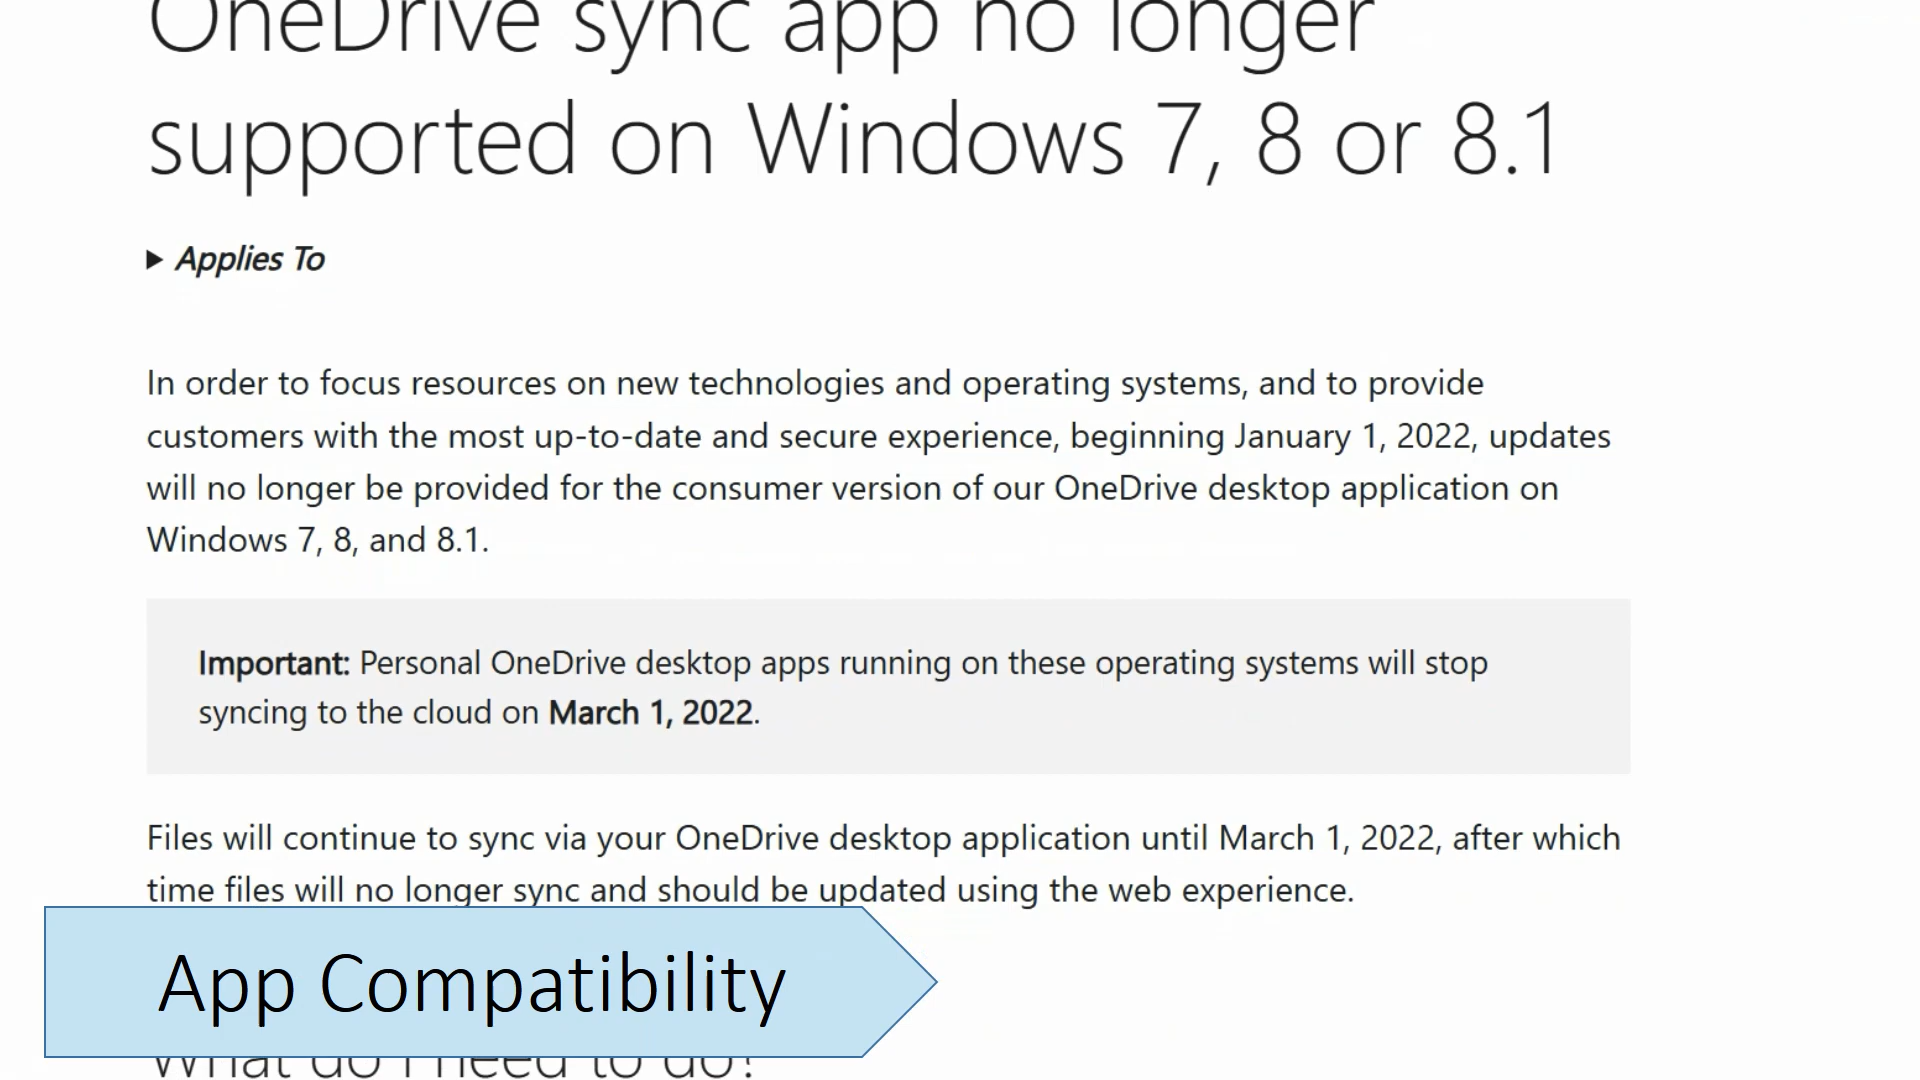 OneDrive sync app no longer
supported on Windows 7, 8 or 8.1
Applies To
In order to focus resources on new technologies and operating systems, and to provide
customers with the most up-to-date and secure experience, beginning January 1, 2022, updates
will no longer be provided for the consumer version of our OneDrive desktop application on
Windows 7, 8, and 8.1.
Important: Personal OneDrive desktop apps running on these operating systems will stop
syncing to the cloud on March 1, 2022.
Files will continue to sync via your OneDrive desktop application until March 1, 2022, after which
time files will no longer sync and should be updated using the web experience.
App Compatibility
What do I need to do?